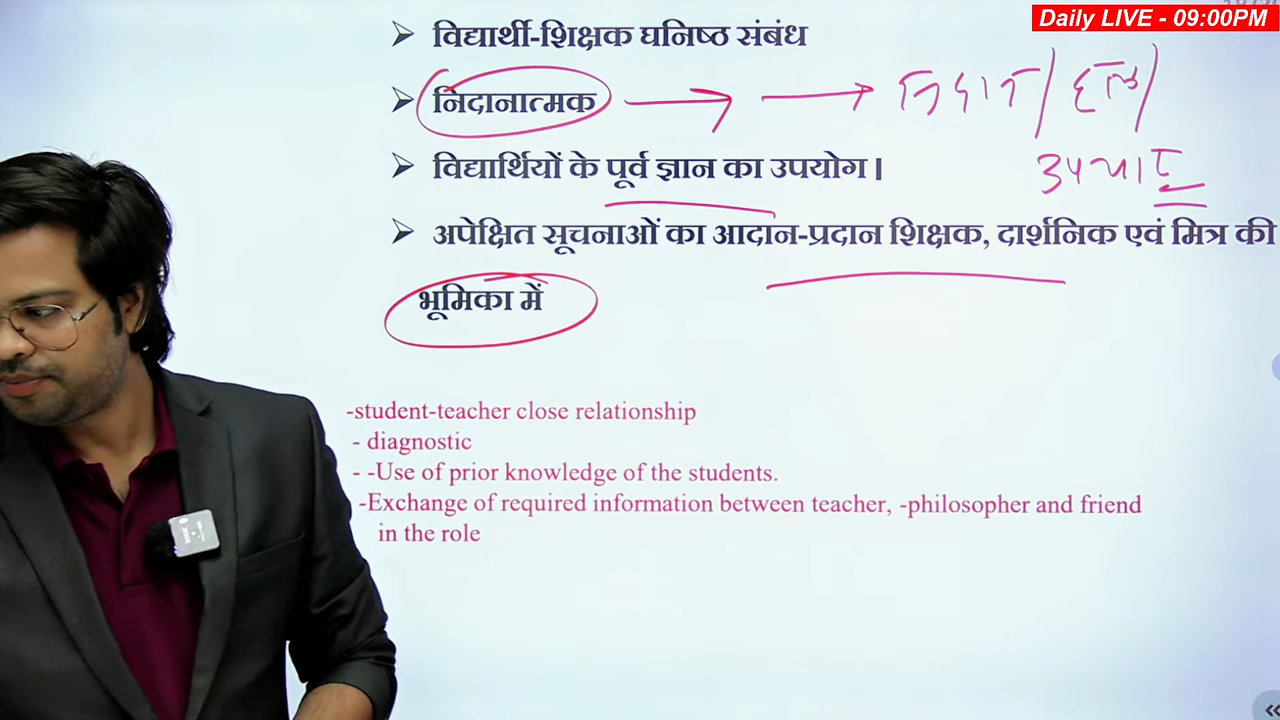 Daily LIVE - 09:00PM
➢ विद्यार्थी-शिक्षक घनिष्ठ संबंध
➢ निदानात्मक
निदान /
उपचार
➢ विद्यार्थियों के पूर्व ज्ञान का उपयोग।
➢ अपेक्षित सूचनाओं का आदान-प्रदान शिक्षक, दार्शनिक एवं मित्र की
भूमिका में
-student-teacher close relationship
- diagnostic
- -Use of prior knowledge of the students.
-Exchange of required information between teacher, -philosopher and friend
in the role